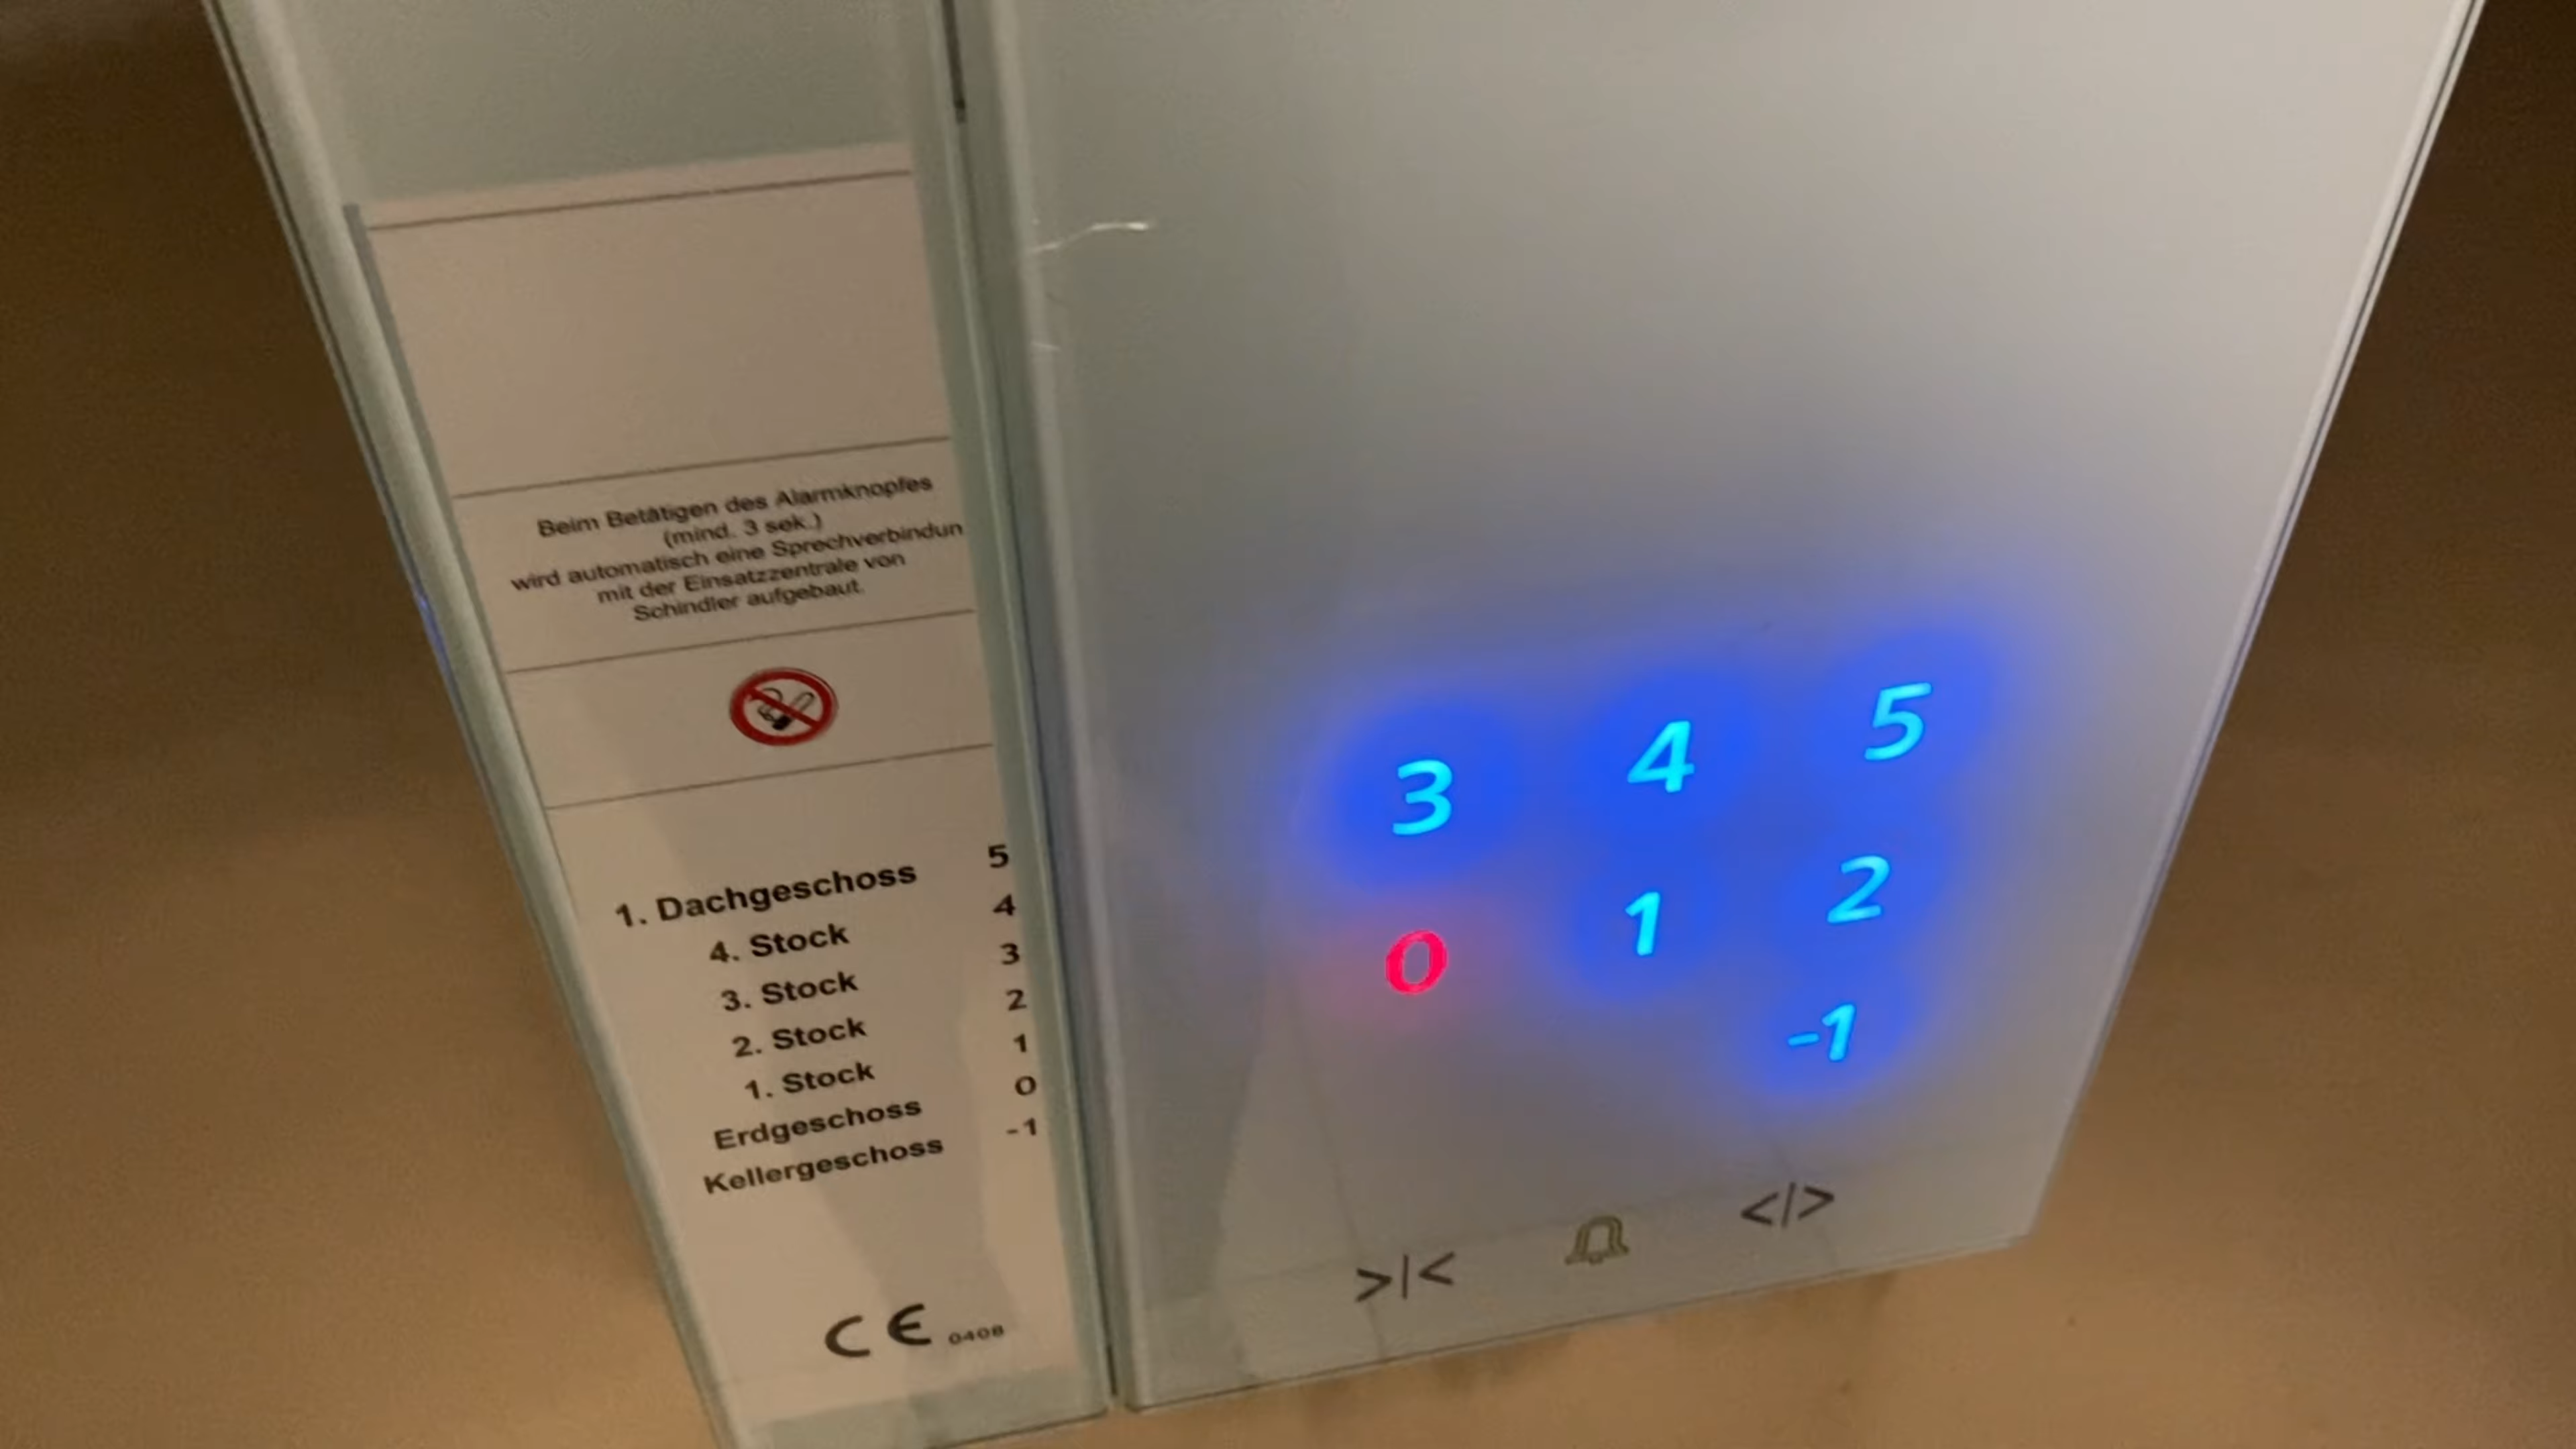 Beim Betätigen des Alarmknopfes
(mind. 3 sek.)
wird automatisch eine Sprechverbindun
mit der Einsatzzentrale von
Schindler aufgebaut.
1. Dachgeschoss 5
4. Stock 4
3. Stock 3
2. Stock 2
1. Stock 1
Erdgeschoss 0
Kellergeschoss -1
CE 0408
3 4 5
0 1 2
-1
>|< <|>